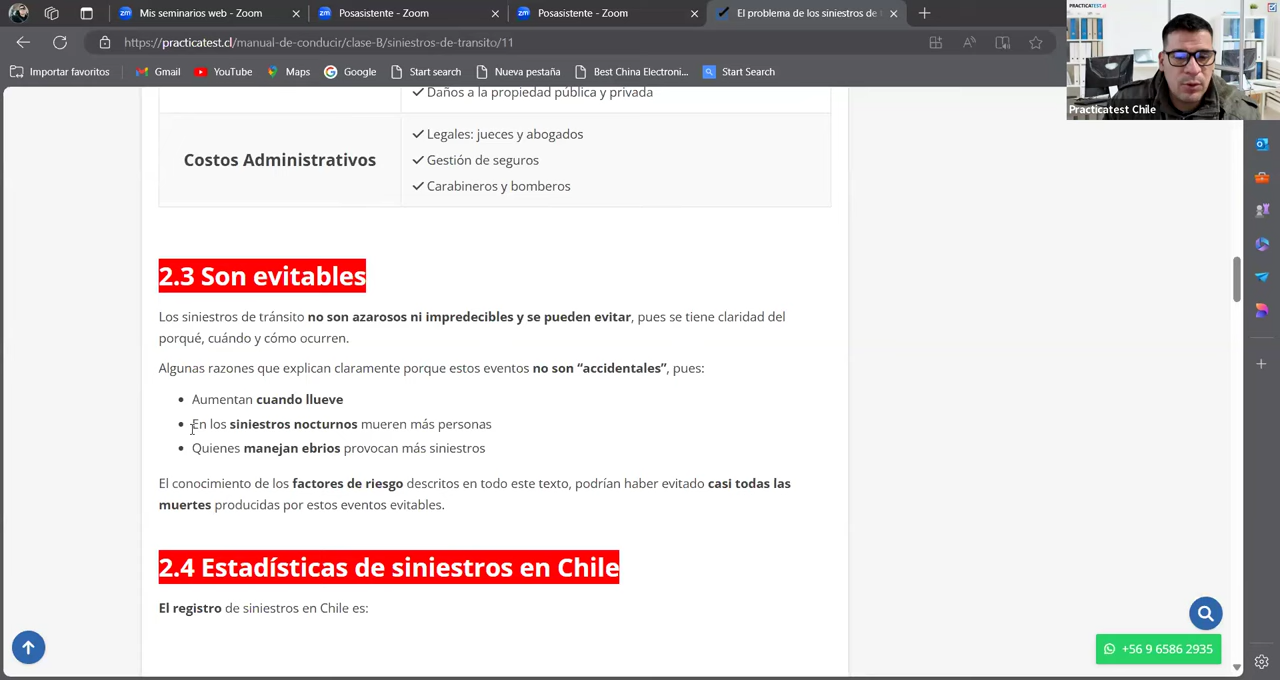 Mis seminarios web - Zoom
Posasistente - Zoom
Posasistente - Zoom
El problema de los siniestros de
https://practicatest.cl/manual-de-conducir/clase-B/siniestros-de-transito/11
Importar favoritos
Gmail
YouTube
Maps
Google
Start search
Nueva pestaña
Best China Electroni...
Start Search
PRACTICATEST.cl
Practicatest Chile
Daños a la propiedad pública y privada
Costos Administrativos
Legales: jueces y abogados
Gestión de seguros
Carabineros y bomberos
2.3 Son evitables
Los siniestros de tránsito no son azarosos ni impredecibles y se pueden evitar, pues se tiene claridad del
porqué, cuándo y cómo ocurren.
Algunas razones que explican claramente porque estos eventos no son “accidentales”, pues:
Aumentan cuando llueve
En los siniestros nocturnos mueren más personas
Quienes manejan ebrios provocan más siniestros
El conocimiento de los factores de riesgo descritos en todo este texto, podrían haber evitado casi todas las
muertes producidas por estos eventos evitables.
2.4 Estadísticas de siniestros en Chile
El registro de siniestros en Chile es:
+56 9 6586 2935